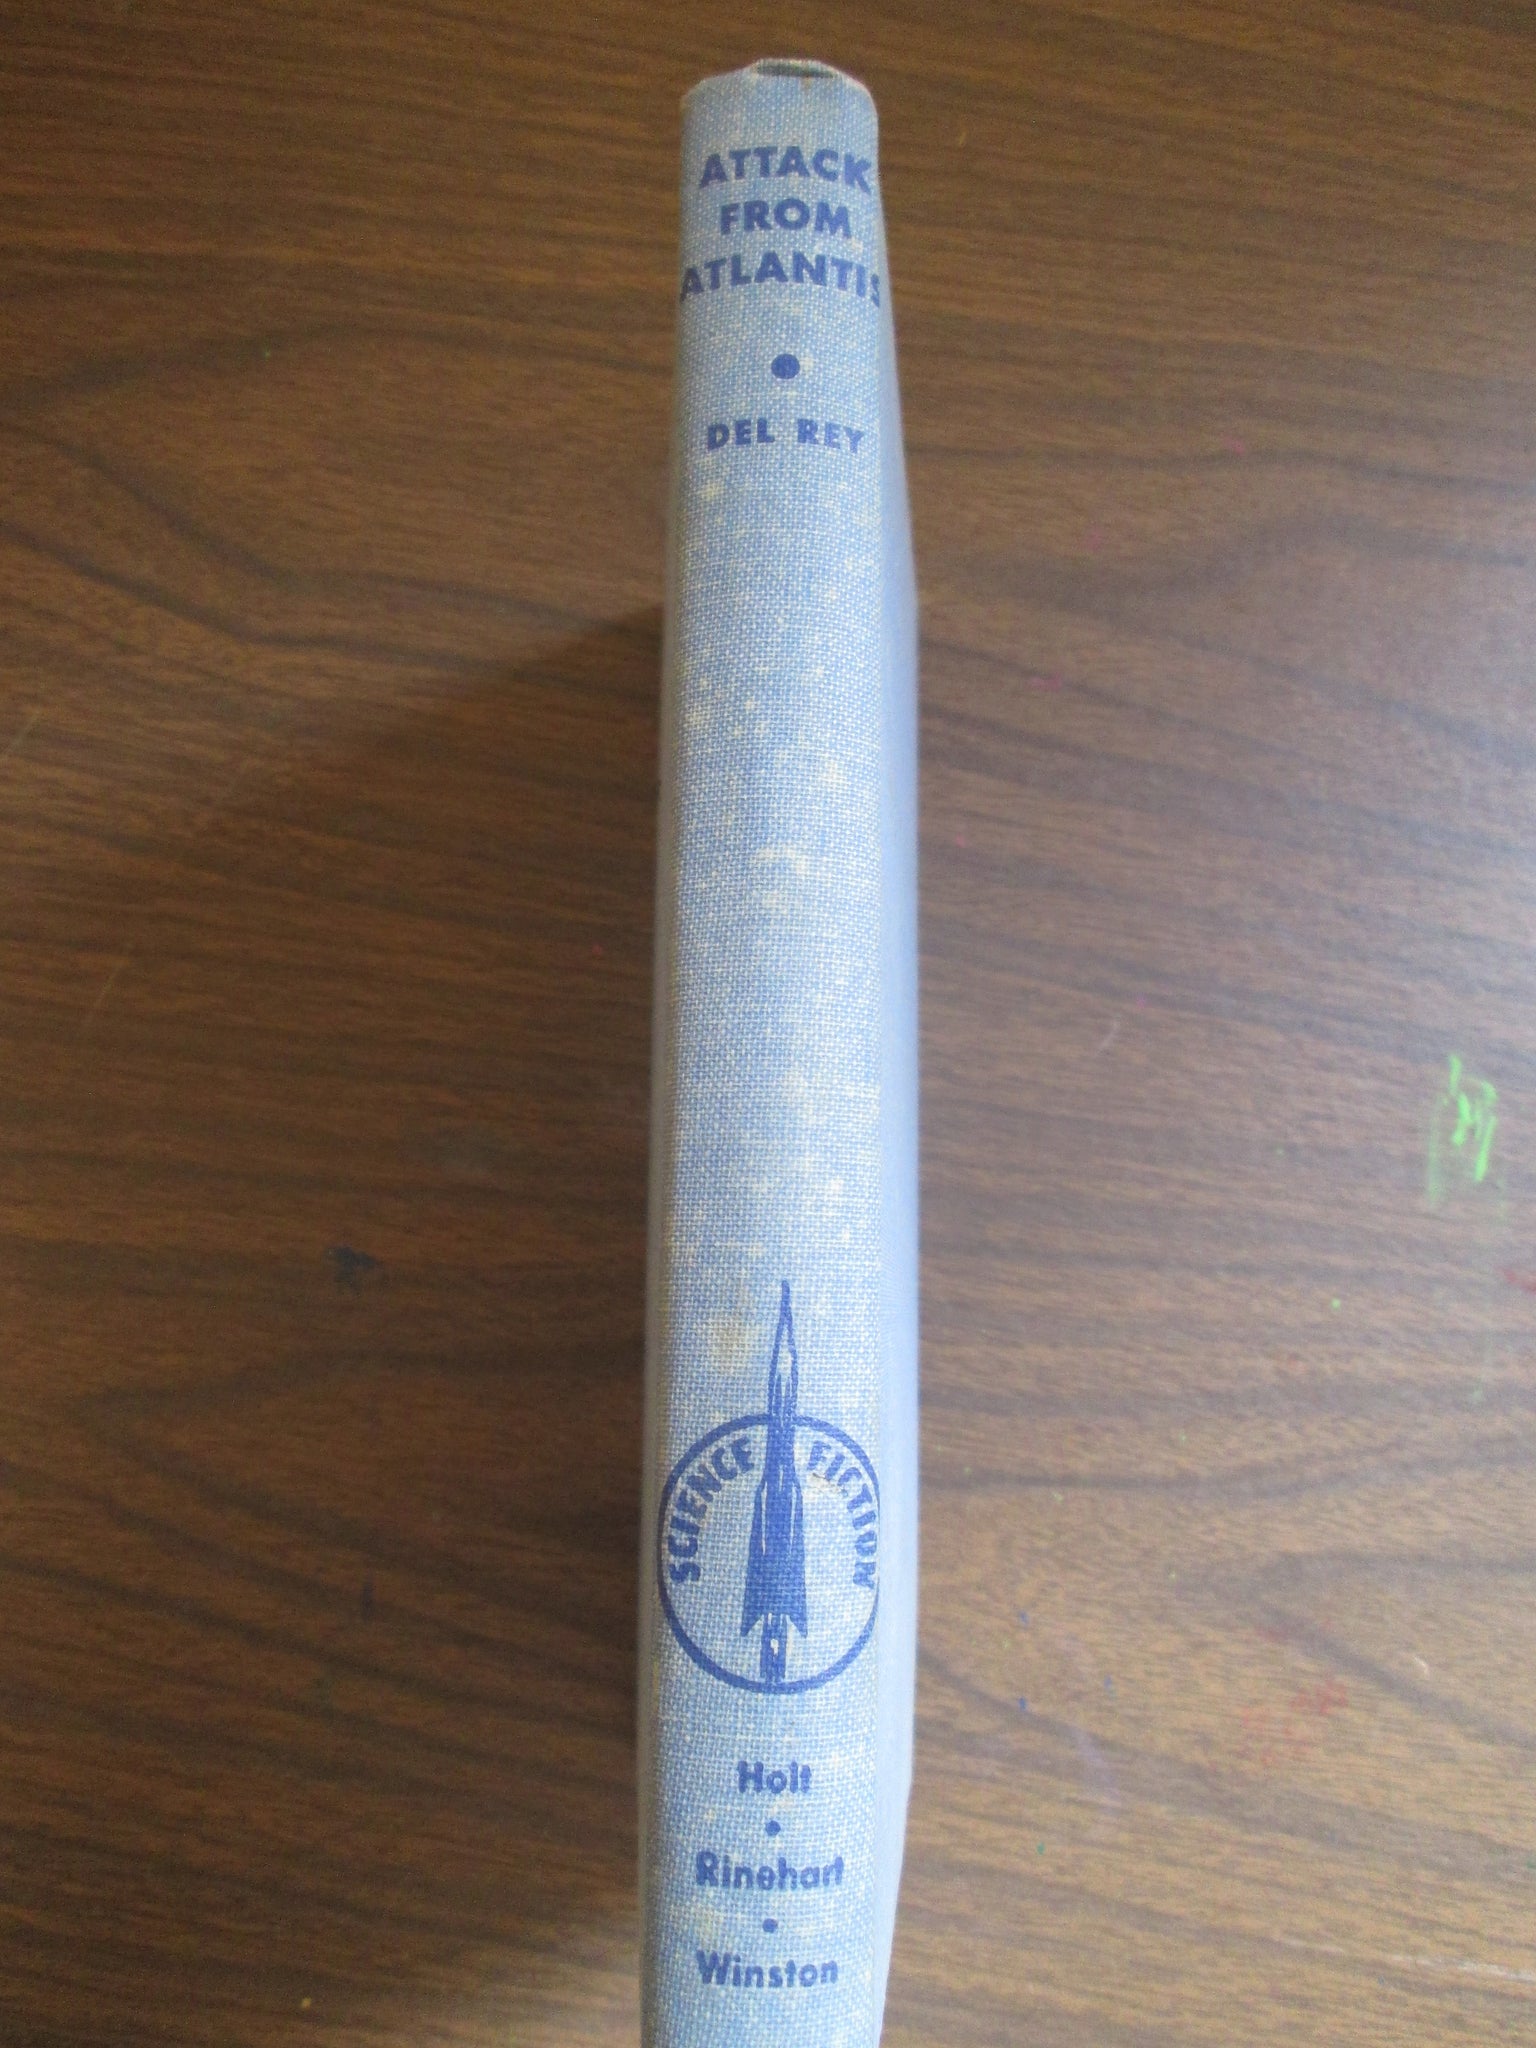 ATTACK
FROM
ATLANTIS
DEL REY
SCIENCE FICTION
Holt
Rinehart
Winston